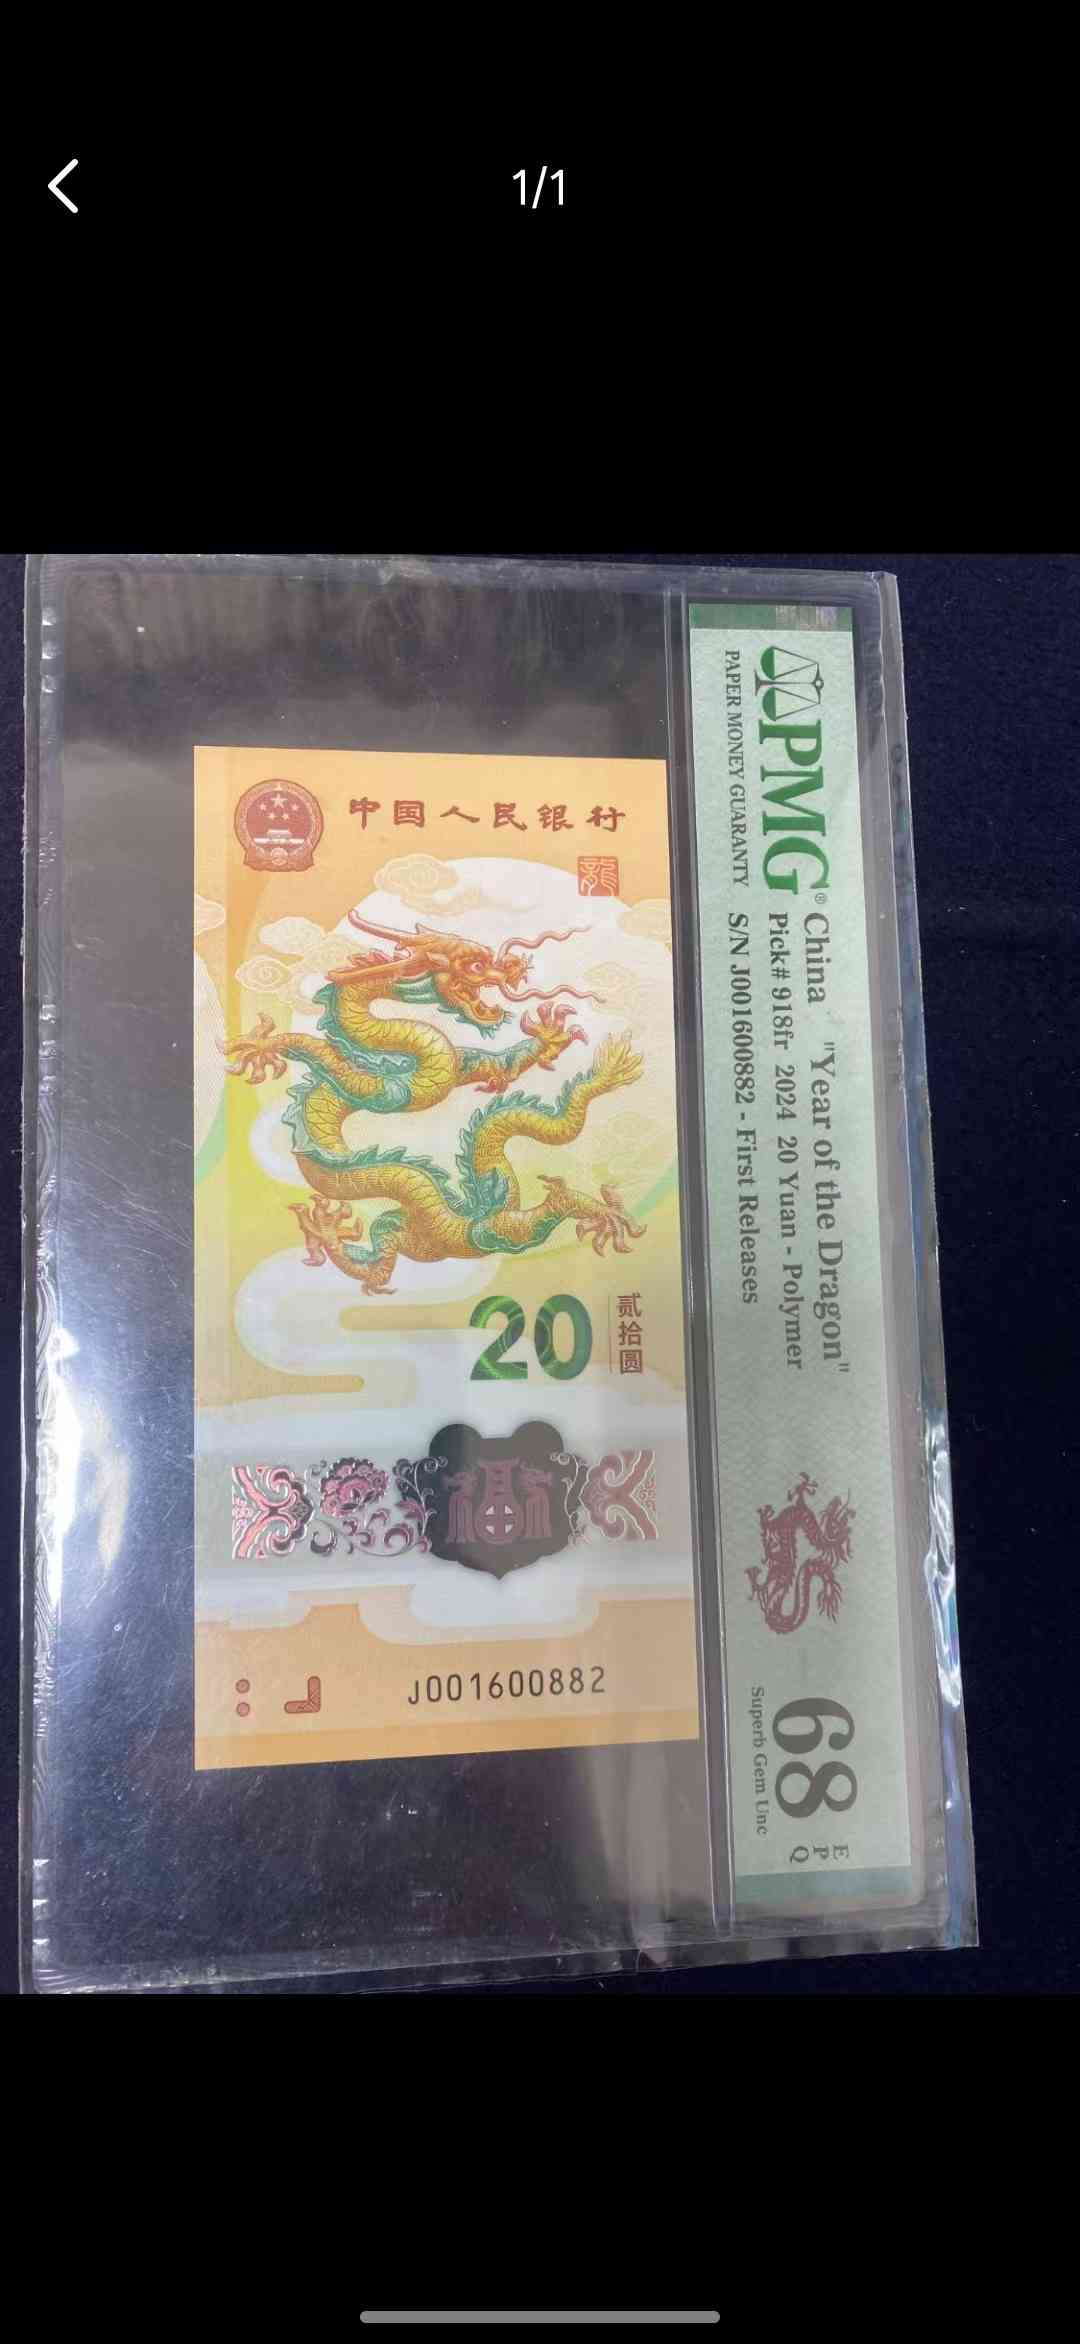 1/1
PMG®
PAPER MONEY GUARANTY
China "Year of the Dragon"
Pick# 918fr 2024 20 Yuan - Polymer
S/N J001600882 - First Releases
68
EPQ
Superb Gem Unc
中国人民银行
龍
20
贰拾圆
J001600882